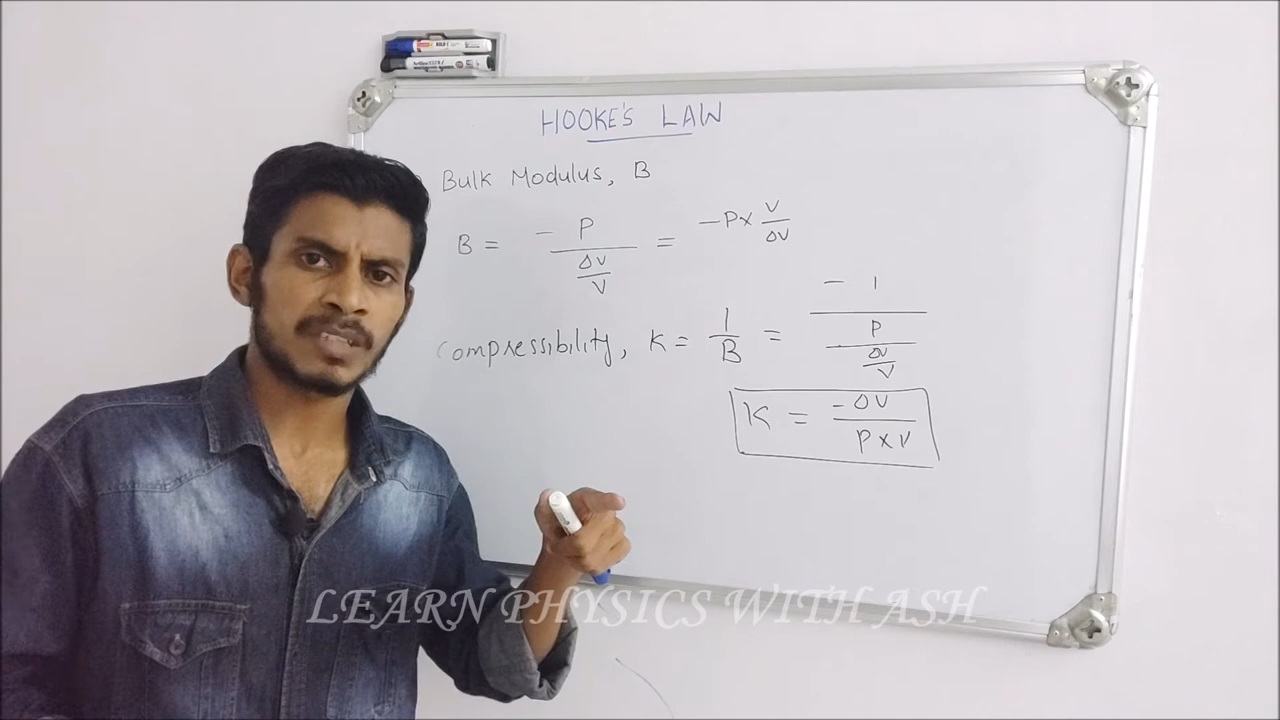 HOOKE'S LAW
Bulk Modulus, B
B = - P / (ΔV / V) = -P × V / ΔV
Compressibility, K = 1 / B = - 1 / (P / (ΔV / V))
K = -ΔV / P × V
LEARN PHYSICS WITH ASH